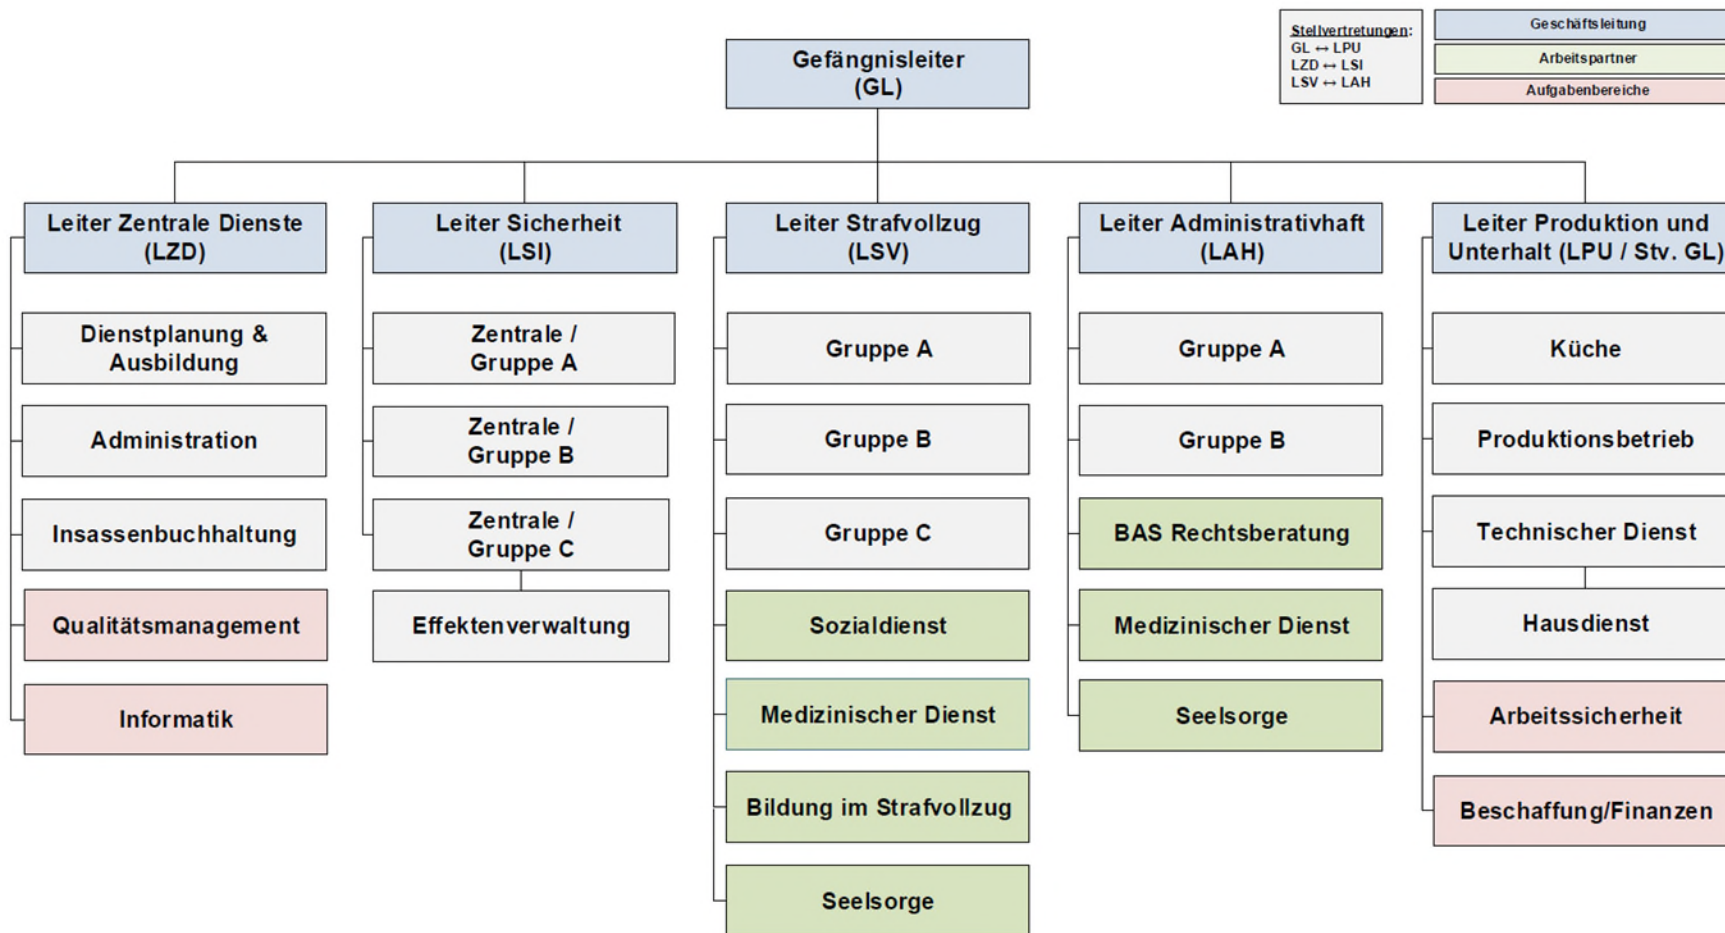 Stellvertretungen:
GL ↔ LPU
LZD ↔ LSI
LSV ↔ LAH
Geschäftsleitung
Arbeitspartner
Aufgabenbereiche
Gefängnisleiter
(GL)
Leiter Zentrale Dienste
(LZD)
Dienstplanung &
Ausbildung
Administration
Insassenbuchhaltung
Qualitätsmanagement
Informatik
Leiter Sicherheit
(LSI)
Zentrale /
Gruppe A
Zentrale /
Gruppe B
Zentrale /
Gruppe C
Effektenverwaltung
Leiter Strafvollzug
(LSV)
Gruppe A
Gruppe B
Gruppe C
Sozialdienst
Medizinischer Dienst
Bildung im Strafvollzug
Seelsorge
Leiter Administrativhaft
(LAH)
Gruppe A
Gruppe B
BAS Rechtsberatung
Medizinischer Dienst
Seelsorge
Leiter Produktion und
Unterhalt (LPU / Stv. GL)
Küche
Produktionsbetrieb
Technischer Dienst
Hausdienst
Arbeitssicherheit
Beschaffung/Finanzen